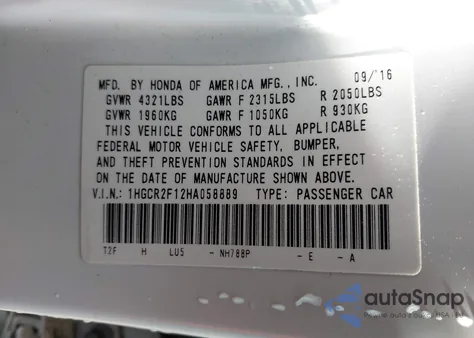 MFD. BY HONDA OF AMERICA MFG., INC. 09/'16
GVWR 4321LBS GAWR F 2315LBS R 2050LBS
GVWR 1960KG GAWR F 1050KG R 930KG
THIS VEHICLE CONFORMS TO ALL APPLICABLE
FEDERAL MOTOR VEHICLE SAFETY, BUMPER,
AND THEFT PREVENTION STANDARDS IN EFFECT
ON THE DATE OF MANUFACTURE SHOWN ABOVE.
V.I.N.: 1HGCR2F12HA058889 TYPE: PASSENGER CAR
T2F H LU5 - NH788P - E - A
autoSnap